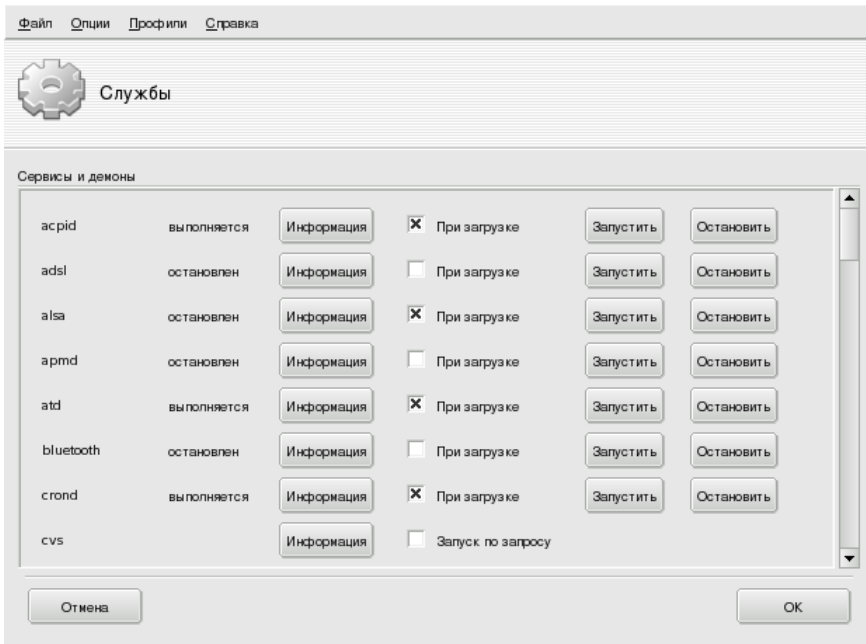 Файл Опции Профили Справка
Службы
Сервисы и демоны
acpid выполняется Информация При загрузке Запустить Остановить
adsl остановлен Информация При загрузке Запустить Остановить
alsa остановлен Информация При загрузке Запустить Остановить
apmd остановлен Информация При загрузке Запустить Остановить
atd выполняется Информация При загрузке Запустить Остановить
bluetooth остановлен Информация При загрузке Запустить Остановить
crond выполняется Информация При загрузке Запустить Остановить
cvs Информация Запуск по запросу
Отмена OK